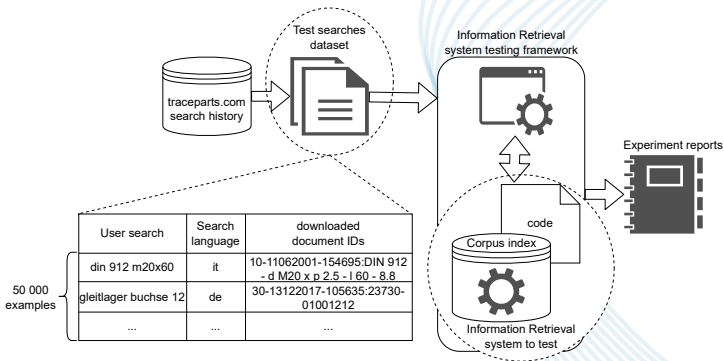 Test searches
dataset
Information Retrieval
system testing framework
traceparts.com
search history
Experiment reports
code
Corpus index
Information Retrieval
system to test
User search
Search
language
downloaded
document IDs
50 000
examples
din 912 m20x60
it
10-11062001-154695:DIN 912
- d M20 x p 2.5 - l 60 - 8.8
gleitlager buchse 12
de
30-13122017-105635:23730-
01001212
...
...
...